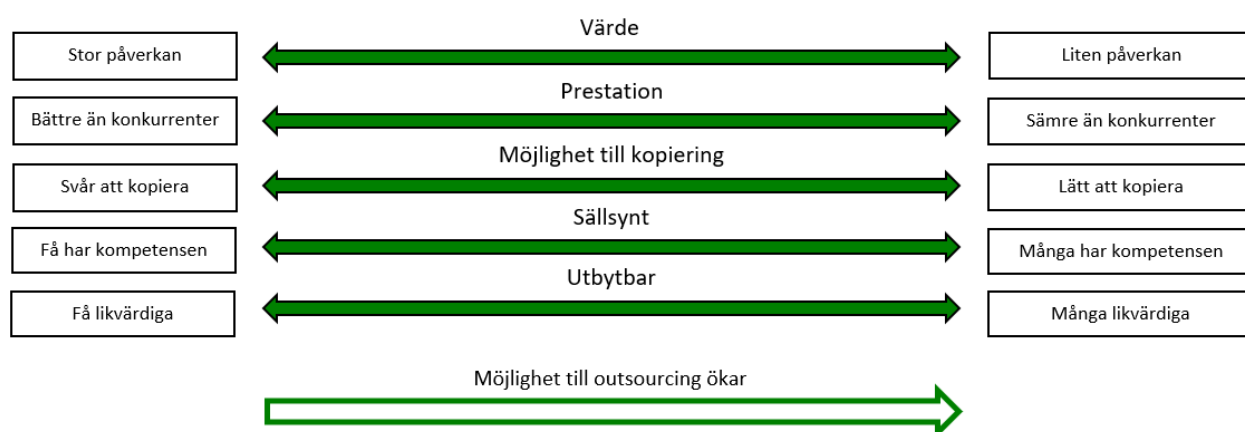 Värde
Stor påverkan
Liten påverkan
Prestation
Bättre än konkurrenter
Sämre än konkurrenter
Möjlighet till kopiering
Svår att kopiera
Lätt att kopiera
Sällsynt
Få har kompetensen
Många har kompetensen
Utbytbar
Få likvärdiga
Många likvärdiga
Möjlighet till outsourcing ökar